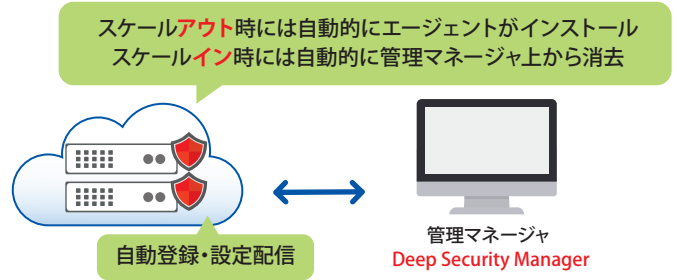 スケールアウト時には自動的にエージェントがインストール
スケールイン時には自動的に管理マネージャ上から消去
自動登録・設定配信
管理マネージャ
Deep Security Manager